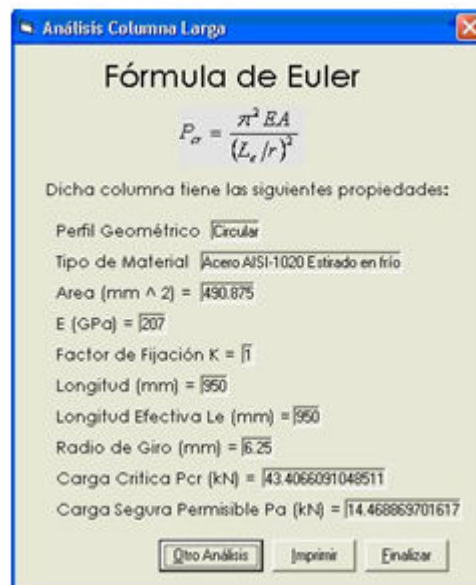 Análisis Columna Larga
Fórmula de Euler
P_cr = π² EA / (L_e /r)²
Dicha columna tiene las siguientes propiedades:
Perfil Geométrico Circular
Tipo de Material Acero AISI-1020 Estirado en frío
Area (mm ^ 2) = 490.875
E (GPa) = 207
Factor de Fijación K = 1
Longitud (mm) = 950
Longitud Efectiva Le (mm) = 950
Radio de Giro (mm) = 6.25
Carga Crítica Pcr (kN) = 43.4066091048511
Carga Segura Permisible Pa (kN) = 14.468869701617
Otro Análisis Imprimir Finalizar